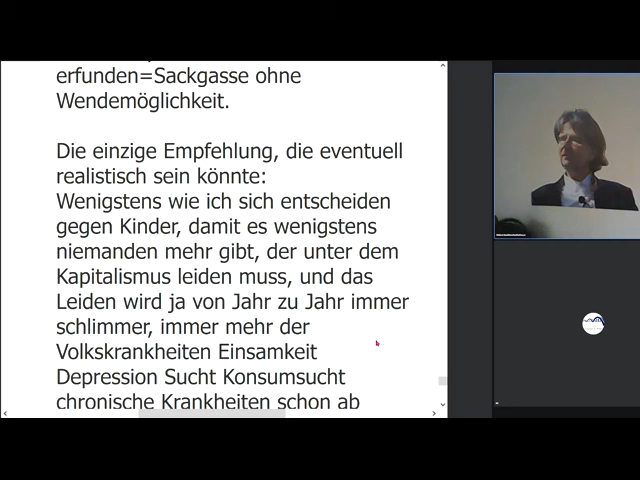 erfunden=Sackgasse ohne
Wendemöglichkeit.
Die einzige Empfehlung, die eventuell
realistisch sein könnte:
Wenigstens wie ich sich entscheiden
gegen Kinder, damit es wenigstens
niemanden mehr gibt, der unter dem
Kapitalismus leiden muss, und das
Leiden wird ja von Jahr zu Jahr immer
schlimmer, immer mehr der
Volkskrankheiten Einsamkeit
Depression Sucht Konsumsucht
chronische Krankheiten schon ab